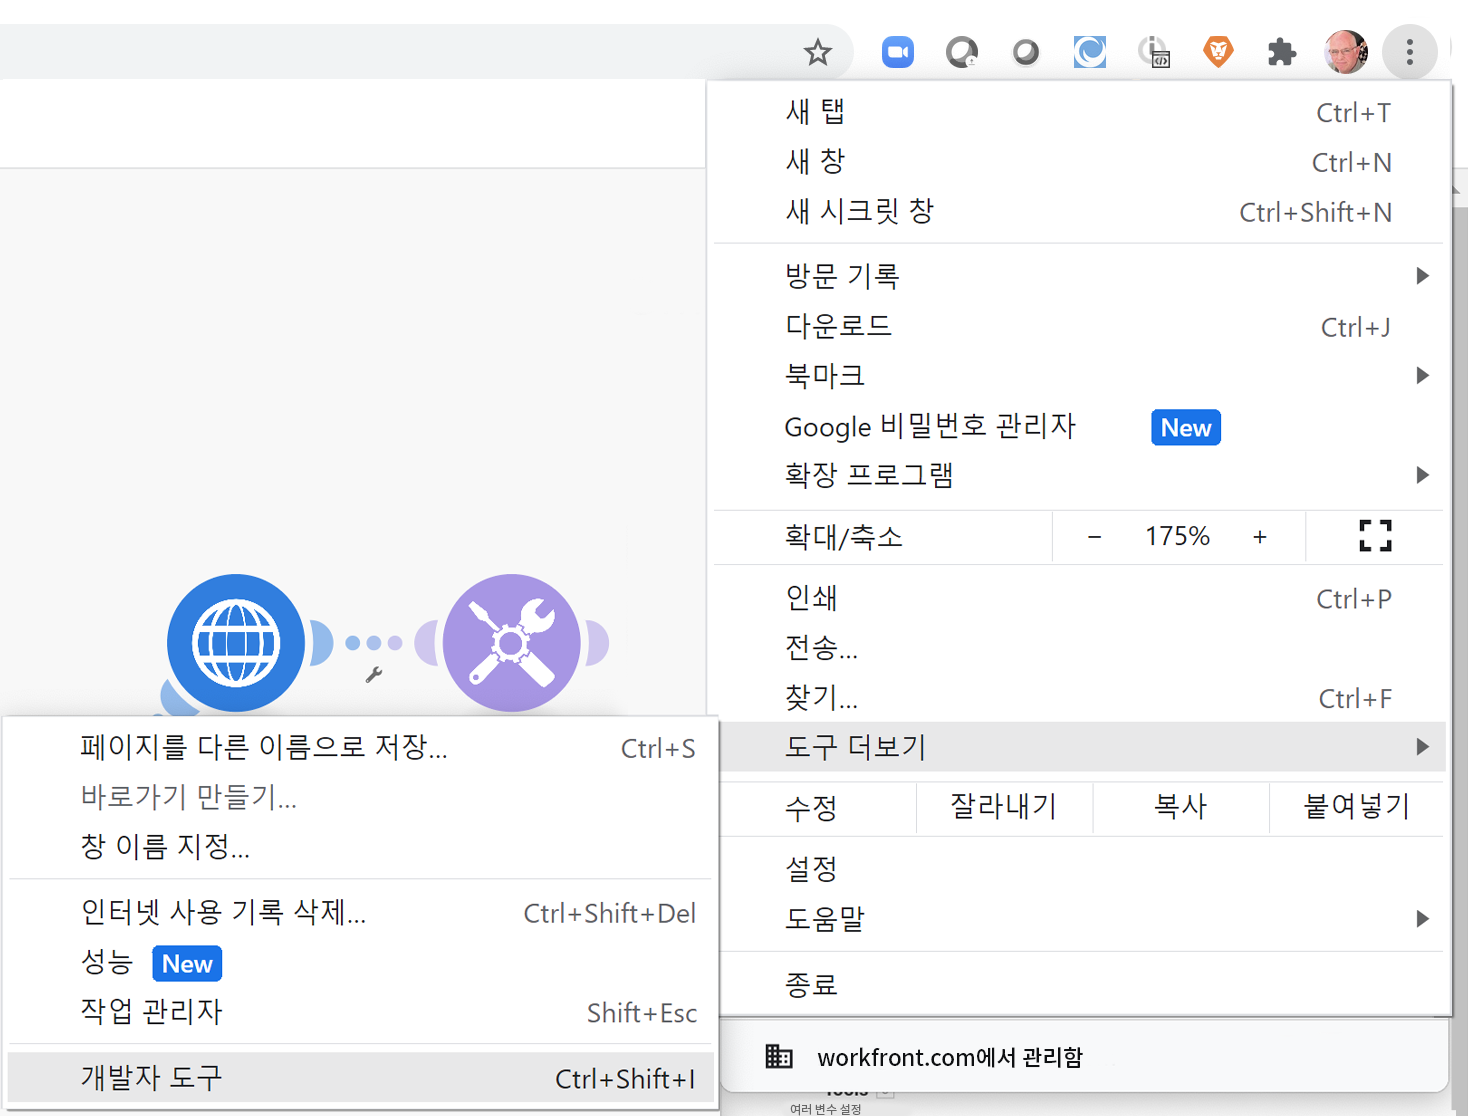 새 탭 Ctrl+T
새 창 Ctrl+N
새 시크릿 창 Ctrl+Shift+N
방문 기록
다운로드 Ctrl+J
북마크
Google 비밀번호 관리자 New
확장 프로그램
확대/축소 − 175% +
인쇄 Ctrl+P
전송...
찾기... Ctrl+F
도구 더보기
수정 잘라내기 복사 붙여넣기
설정
도움말
종료
workfront.com에서 관리함
페이지를 다른 이름으로 저장... Ctrl+S
바로가기 만들기...
창 이름 지정...
인터넷 사용 기록 삭제... Ctrl+Shift+Del
성능 New
작업 관리자 Shift+Esc
개발자 도구 Ctrl+Shift+I
Tools
여러 변수 설정